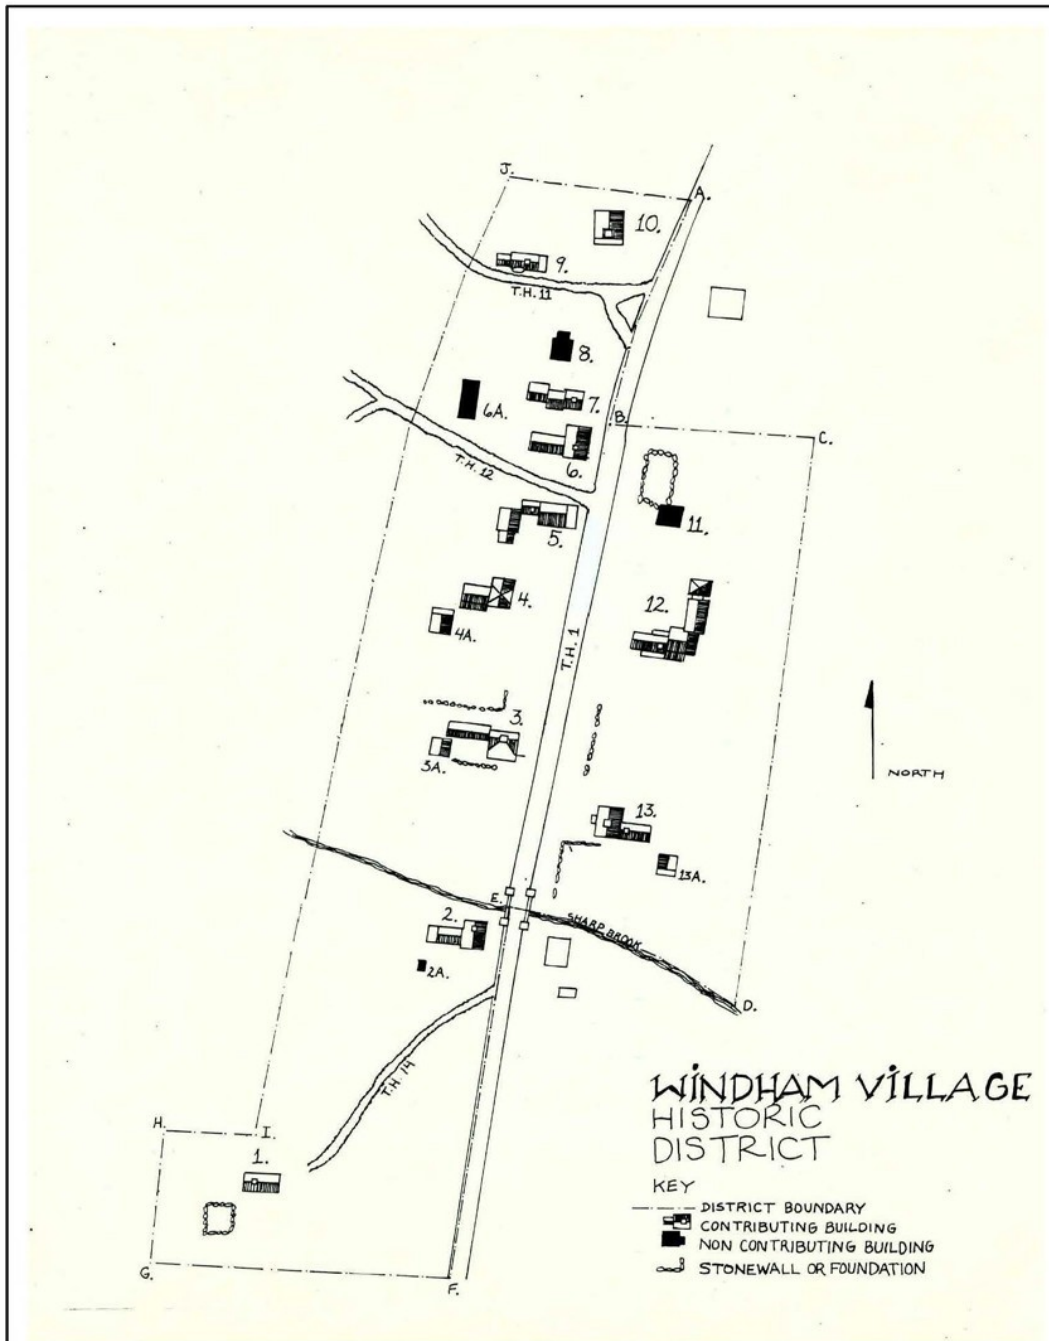 J.
A.
10.
9.
T.H. 11
8.
6A.
7.
B.
C.
6.
T.H. 12
11.
5.
4.
12.
4A.
T.H. 1
3.
3A.
NORTH
13.
13A.
E.
SHARP BROOK
2.
2A.
D.
T.H. 14
H.
I.
1.
G.
F.
WINDHAM VILLAGE
HISTORIC
DISTRICT
KEY
DISTRICT BOUNDARY
CONTRIBUTING BUILDING
NON CONTRIBUTING BUILDING
STONEWALL OR FOUNDATION